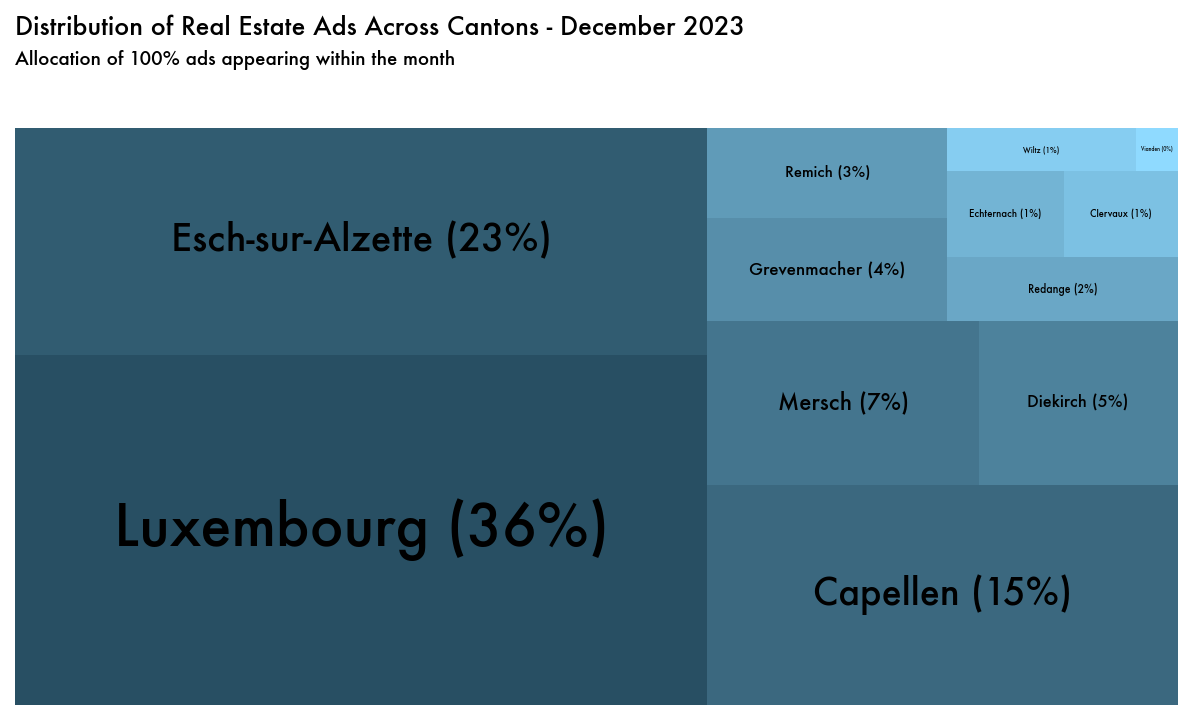 Distribution of Real Estate Ads Across Cantons - December 2023
Allocation of 100% ads appearing within the month
Esch-sur-Alzette (23%)
Luxembourg (36%)
Remich (3%)
Grevenmacher (4%)
Wiltz (1%)
Vianden (0%)
Echternach (1%)
Clervaux (1%)
Redange (2%)
Mersch (7%)
Diekirch (5%)
Capellen (15%)